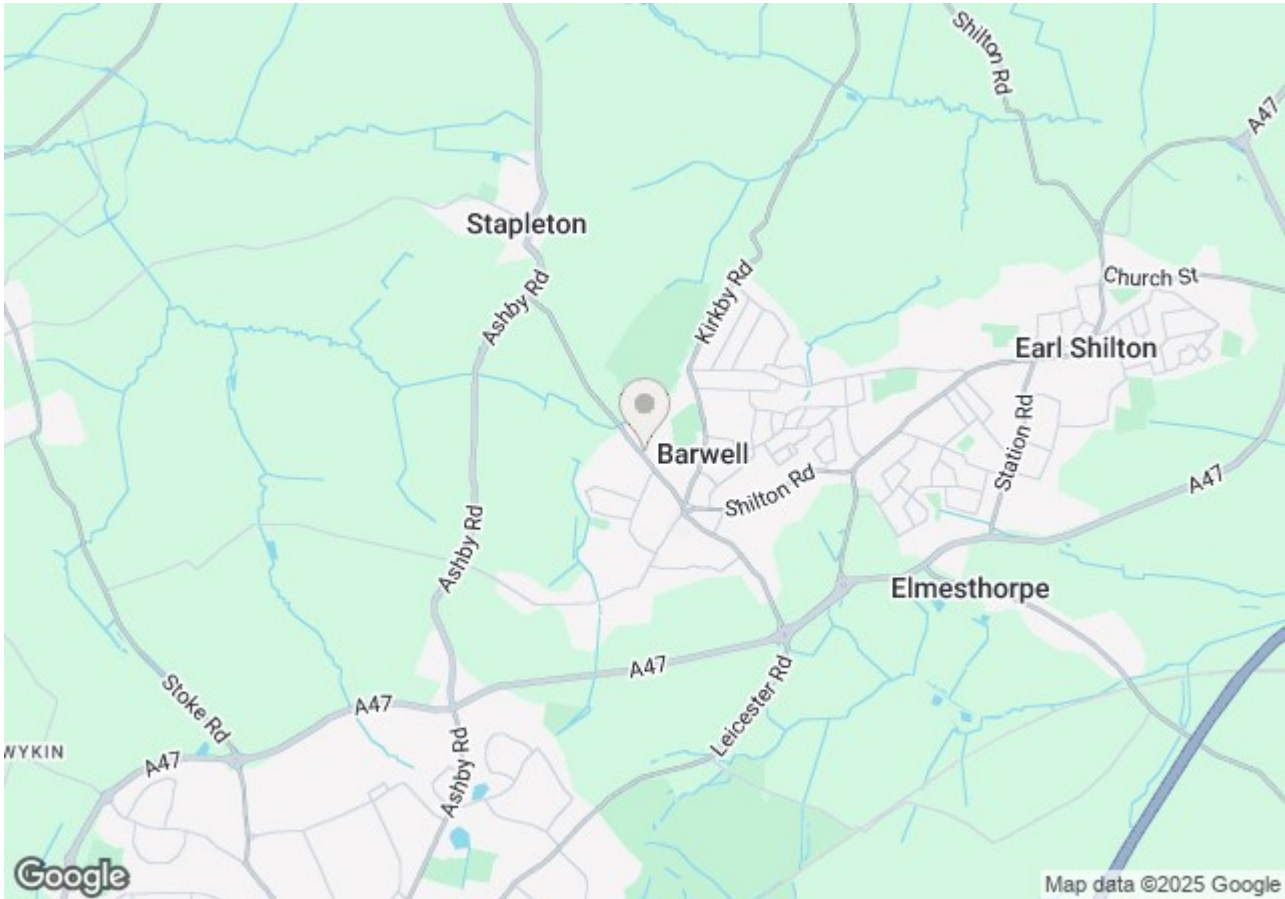 Shilton Rd
A47
Stapleton
Kirkby Rd
Church St
Ashby Rd
Earl Shilton
Station Rd
Barwell
Shilton Rd
A47
Ashby Rd
Elmesthorpe
A47
Leicester Rd
Stoke Rd
A47
WYKIN
A47
Ashby Rd
Google
Map data ©2025 Google